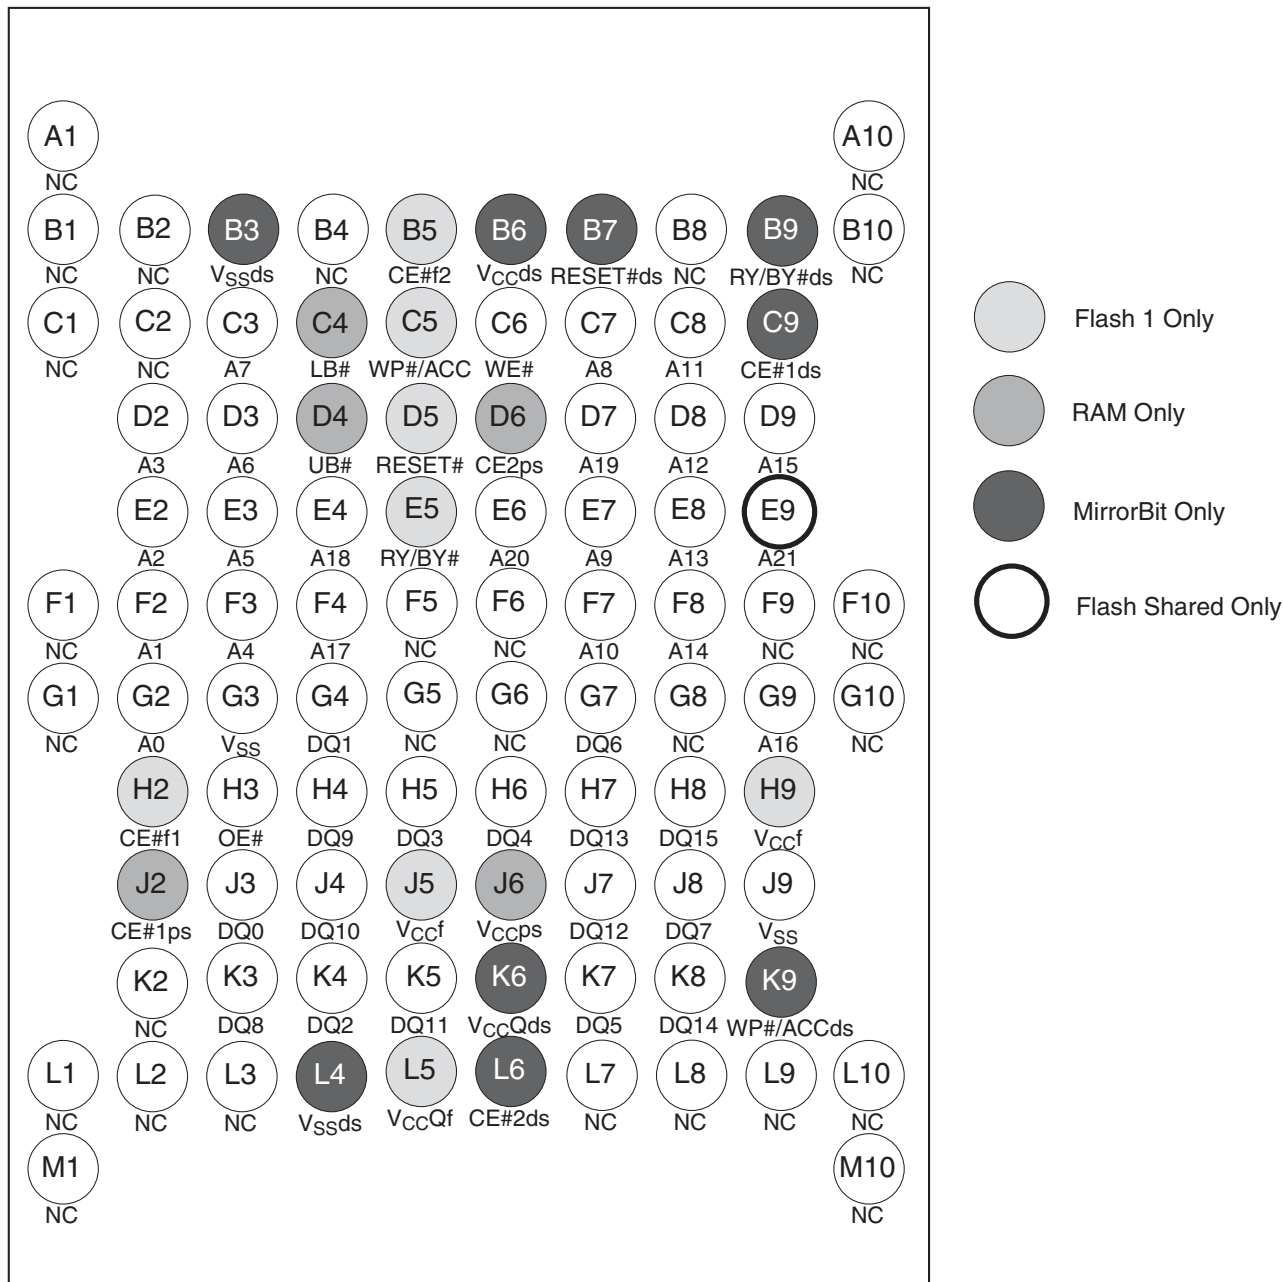 A1 A10
NC NC
B1 B2 B3 B4 B5 B6 B7 B8 B9 B10
NC NC VSSds NC CE#f2 VCCds RESET#ds NC RY/BY#ds NC
C1 C2 C3 C4 C5 C6 C7 C8 C9
NC NC A7 LB# WP#/ACC WE# A8 A11 CE#1ds
D2 D3 D4 D5 D6 D7 D8 D9
A3 A6 UB# RESET# CE2ps A19 A12 A15
E2 E3 E4 E5 E6 E7 E8 E9
A2 A5 A18 RY/BY# A20 A9 A13 A21
F1 F2 F3 F4 F5 F6 F7 F8 F9 F10
NC A1 A4 A17 NC NC A10 A14 NC NC
G1 G2 G3 G4 G5 G6 G7 G8 G9 G10
NC A0 VSS DQ1 NC NC DQ6 NC A16 NC
H2 H3 H4 H5 H6 H7 H8 H9
CE#f1 OE# DQ9 DQ3 DQ4 DQ13 DQ15 VCCf
J2 J3 J4 J5 J6 J7 J8 J9
CE#1ps DQ0 DQ10 VCCf VCCps DQ12 DQ7 VSS
K2 K3 K4 K5 K6 K7 K8 K9
NC DQ8 DQ2 DQ11 VCCQds DQ5 DQ14 WP#/ACCds
L1 L2 L3 L4 L5 L6 L7 L8 L9 L10
NC NC NC VSSds VCCQf CE#2ds NC NC NC NC
M1 M10
NC NC
Flash 1 Only
RAM Only
MirrorBit Only
Flash Shared Only